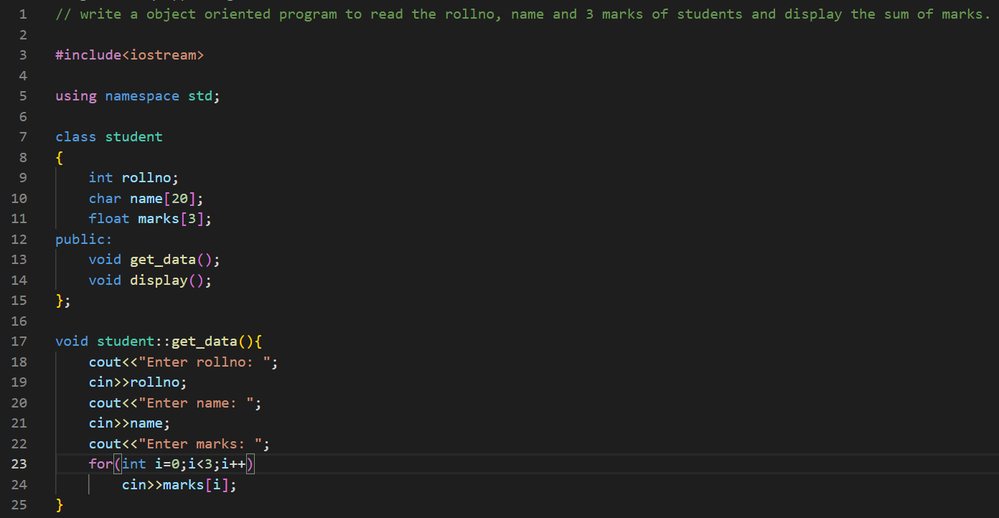 1 // write a object oriented program to read the rollno, name and 3 marks of students and display the sum of marks.
2
3 #include<iostream>
4
5 using namespace std;
6
7 class student
8 {
9     int rollno;
10     char name[20];
11     float marks[3];
12 public:
13     void get_data();
14     void display();
15 };
16
17 void student::get_data(){
18     cout<<"Enter rollno: ";
19     cin>>rollno;
20     cout<<"Enter name: ";
21     cin>>name;
22     cout<<"Enter marks: ";
23     for(int i=0;i<3;i++)
24         cin>>marks[i];
25 }